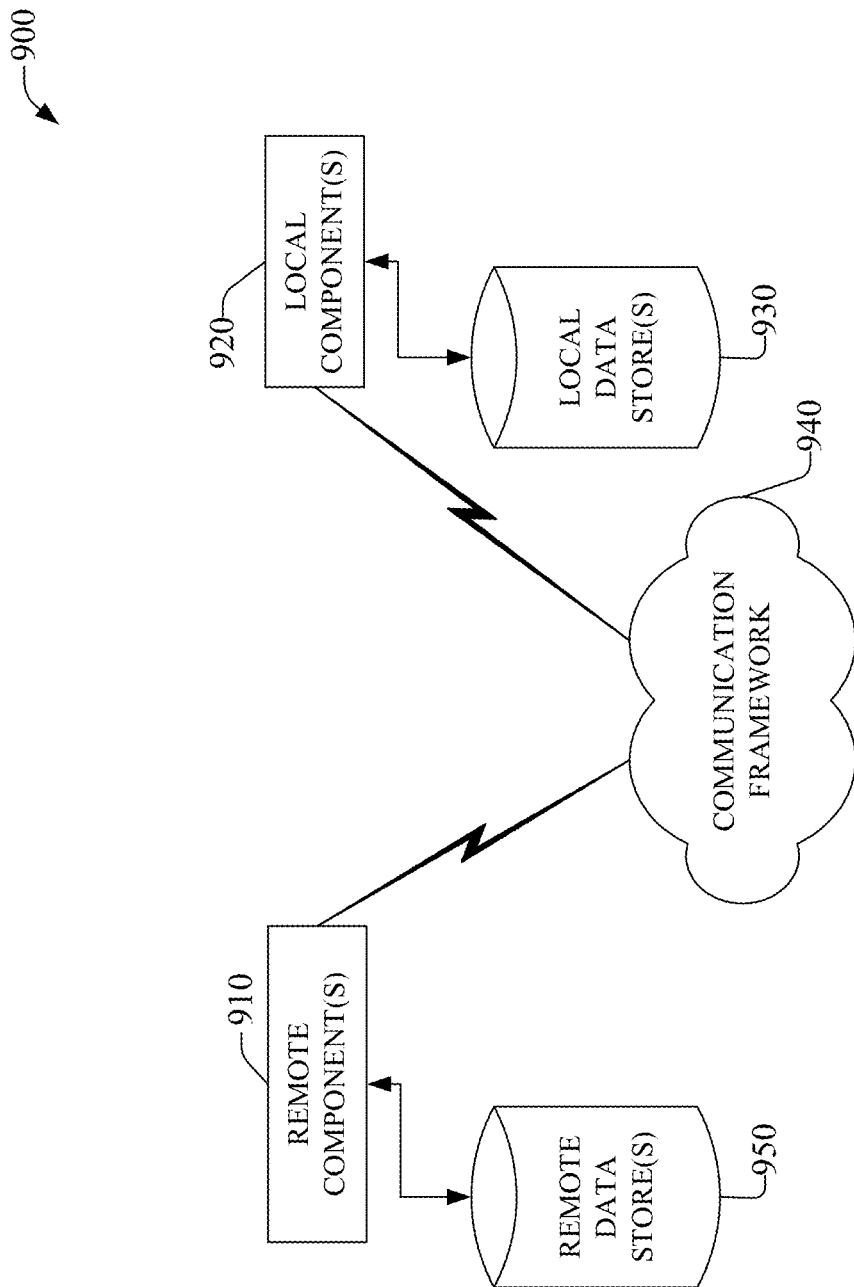 900
910
REMOTE
COMPONENT(S)
920
LOCAL
COMPONENT(S)
REMOTE
DATA
STORE(S)
950
LOCAL
DATA
STORE(S)
930
COMMUNICATION
FRAMEWORK
940